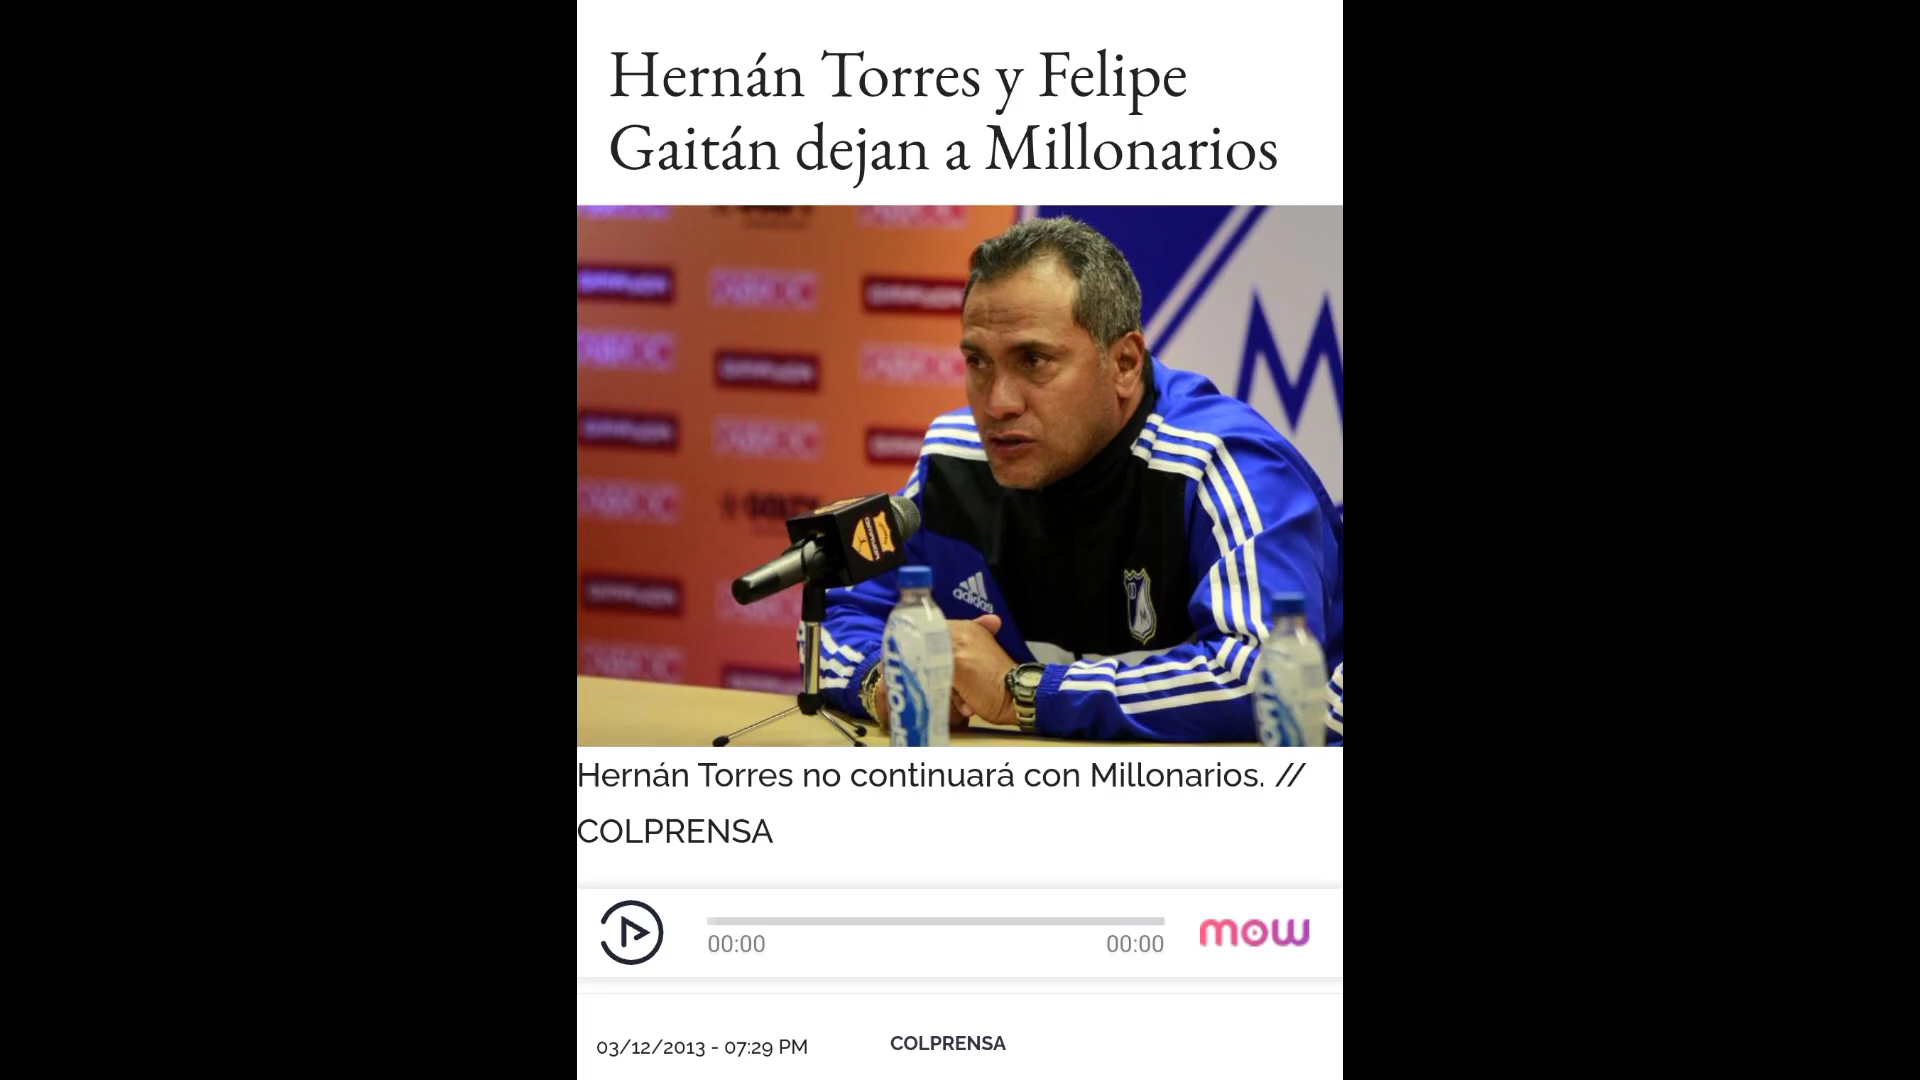 Hernán Torres y Felipe
Gaitán dejan a Millonarios
M
adidas
M
Hernán Torres no continuará con Millonarios. //
COLPRENSA
00:00
00:00
mow
03/12/2013 - 07:29 PM
COLPRENSA